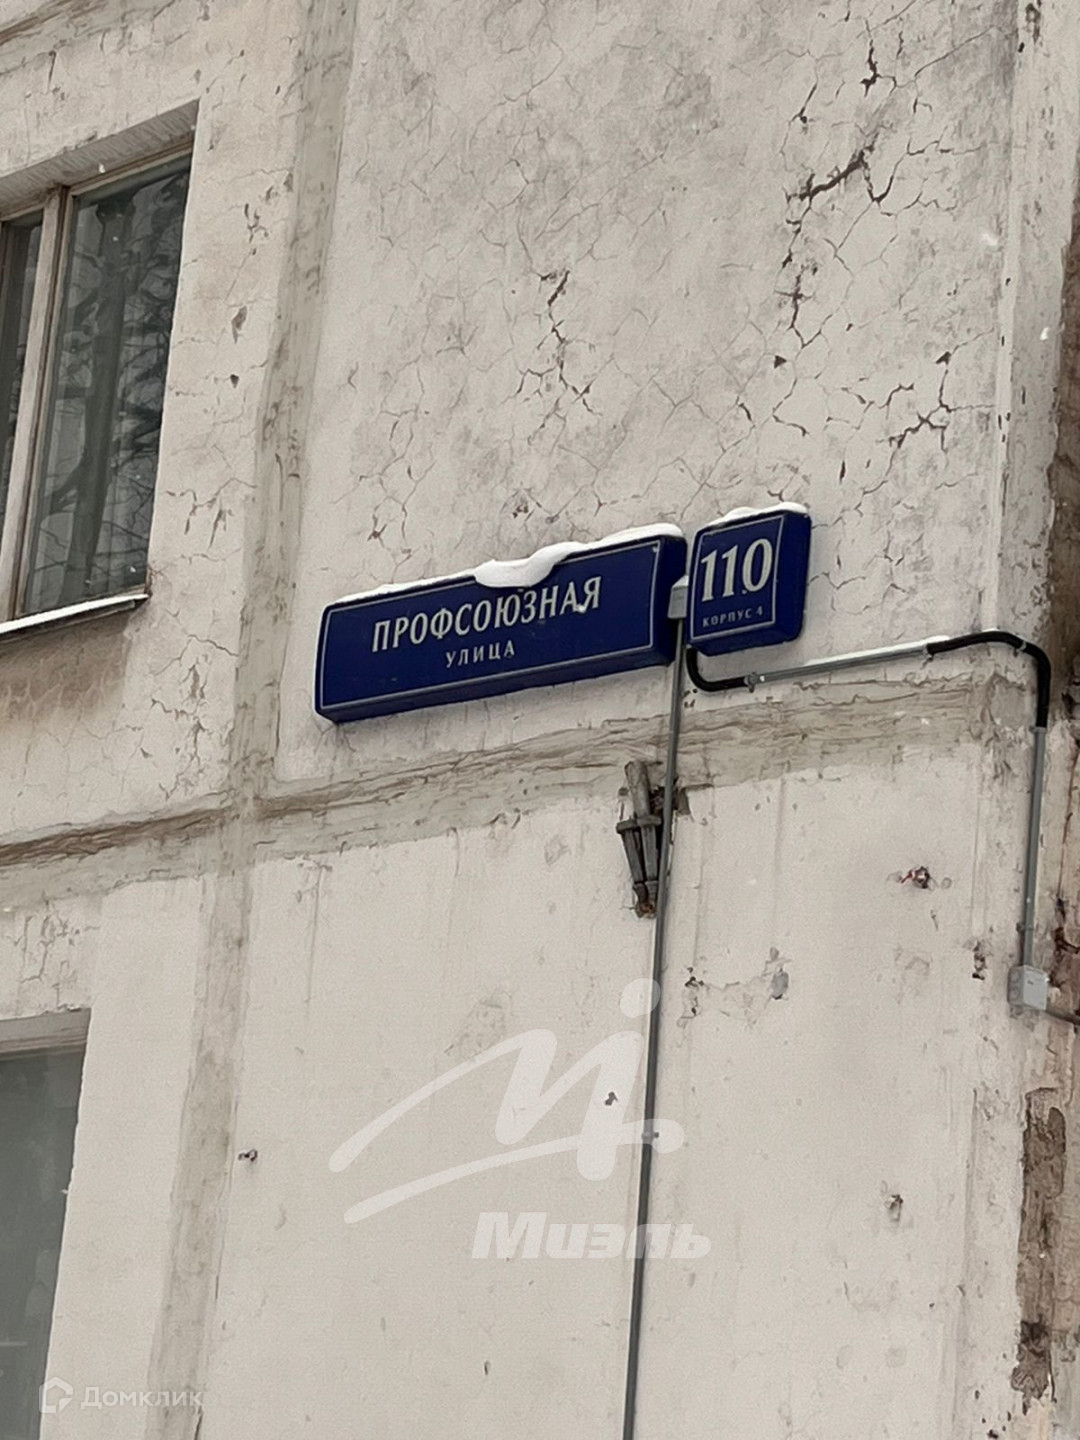 ПРОФСОЮЗНАЯ
УЛИЦА
110
КОРПУС 4
Миэль
Домклик